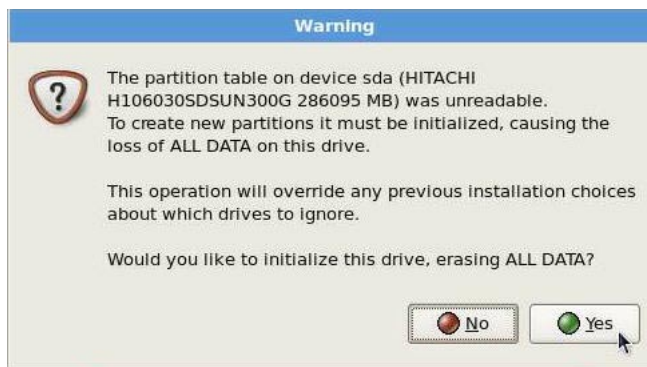 Warning
The partition table on device sda (HITACHI
H106030SDSUN300G 286095 MB) was unreadable.
To create new partitions it must be initialized, causing the
loss of ALL DATA on this drive.
This operation will override any previous installation choices
about which drives to ignore.
Would you like to initialize this drive, erasing ALL DATA?
No Yes